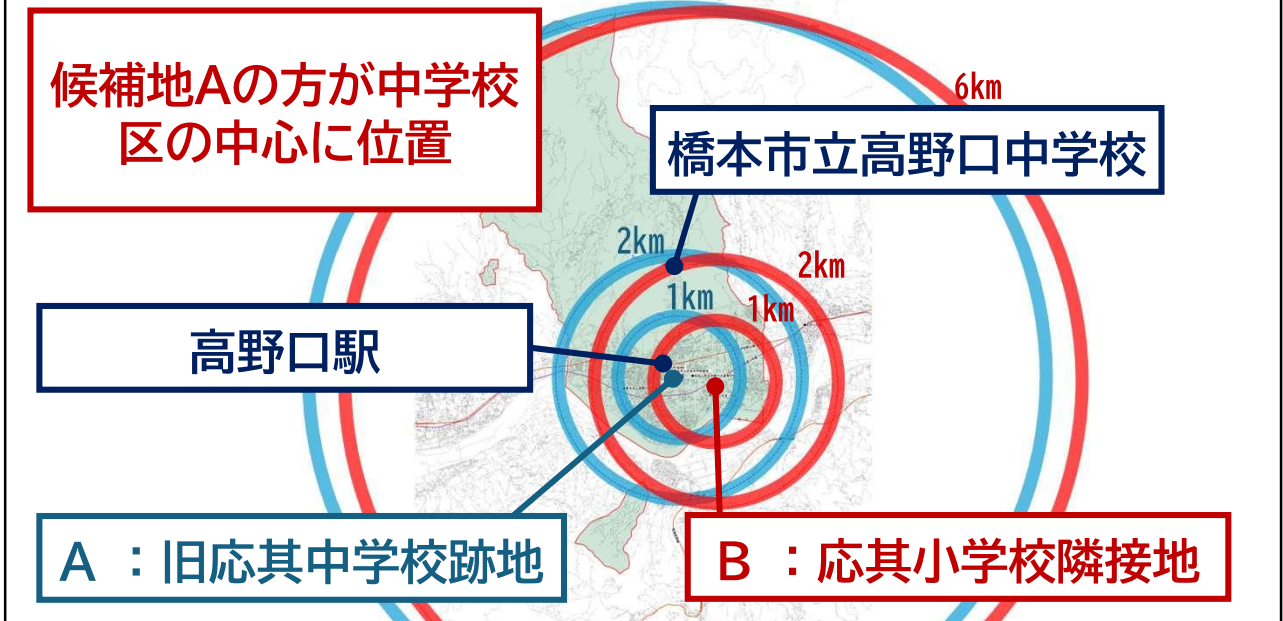 候補地Aの方が中学校
区の中心に位置
6km
橋本市立高野口中学校
2km
2km
1km
1km
高野口駅
A ：旧応其中学校跡地
B ：応其小学校隣接地